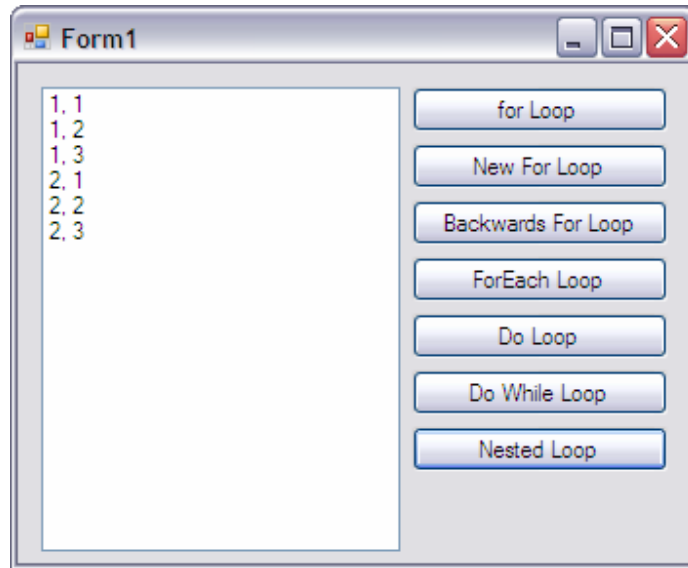 Form1
1, 1
1, 2
1, 3
2, 1
2, 2
2, 3
for Loop
New For Loop
Backwards For Loop
ForEach Loop
Do Loop
Do While Loop
Nested Loop